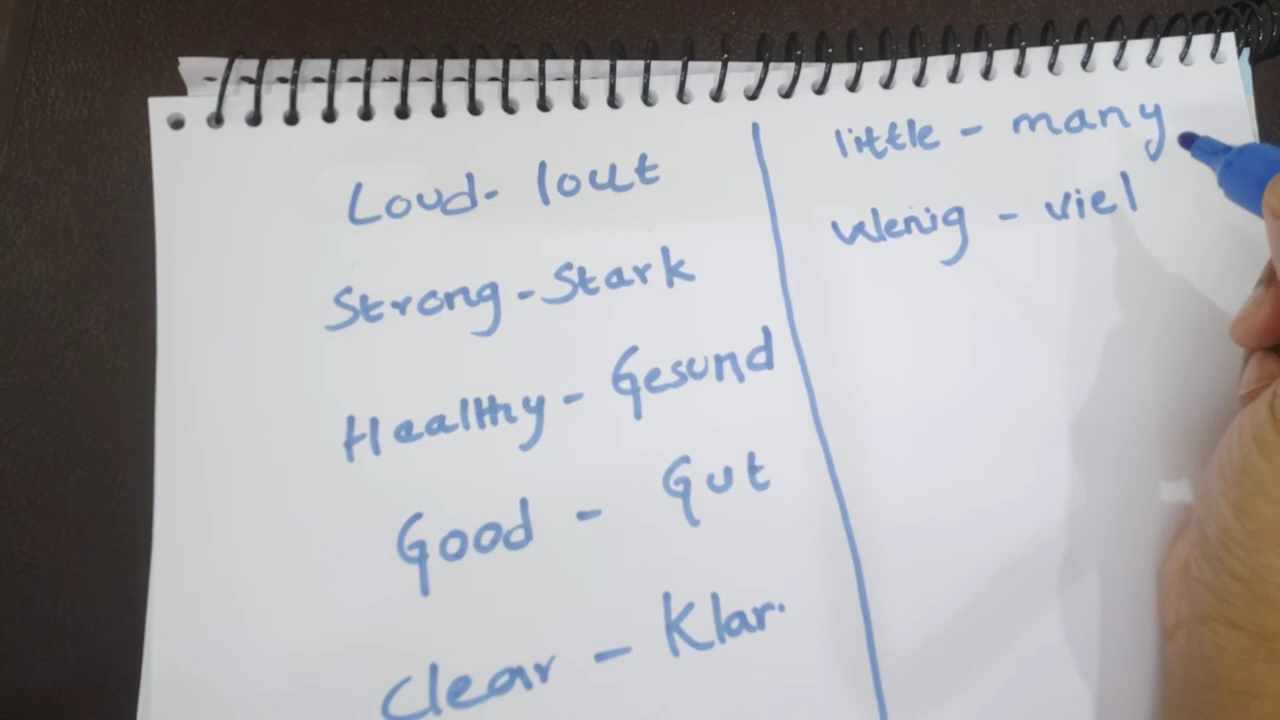 Loud - lout
Strong - Stark
Healthy - Gesund
Good - Gut
Clear - Klar.
little - many
Wenig - viel